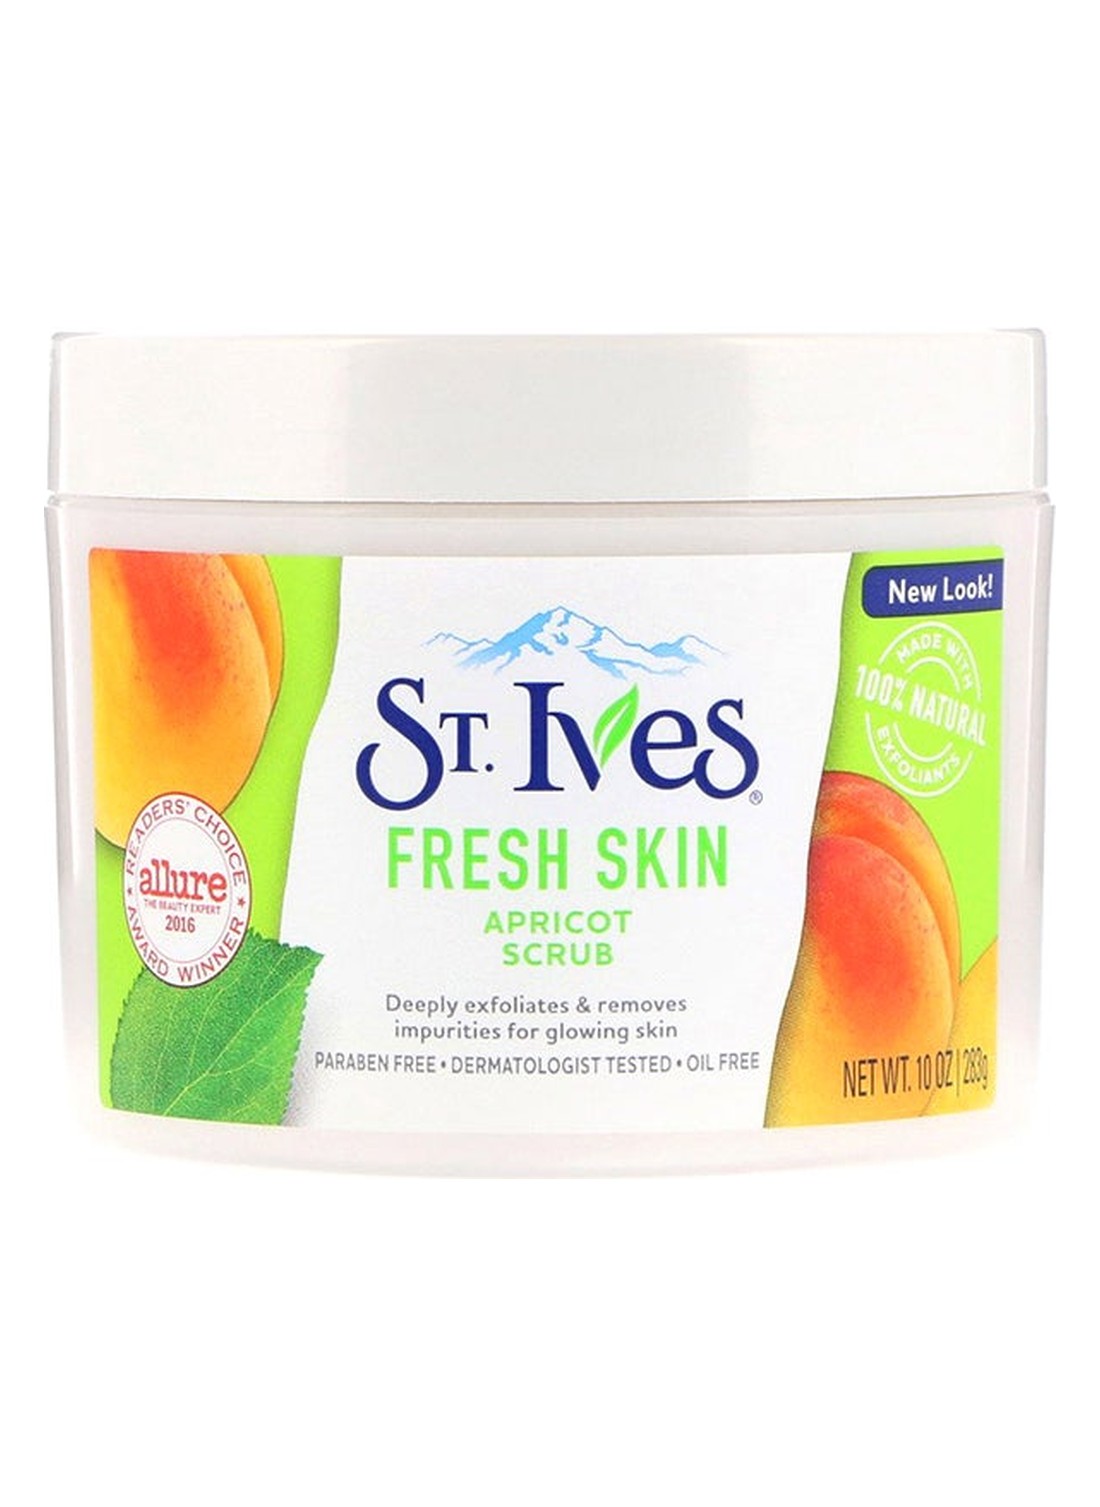 New Look!
MADE WITH
100% NATURAL
EXFOLIANTS
ST. IVES®
FRESH SKIN
APRICOT
SCRUB
READERS' CHOICE
allure
THE BEAUTY EXPERT
2016
AWARD WINNER
Deeply exfoliates & removes
impurities for glowing skin
PARABEN FREE • DERMATOLOGIST TESTED • OIL FREE
NET WT. 10 OZ | 283g